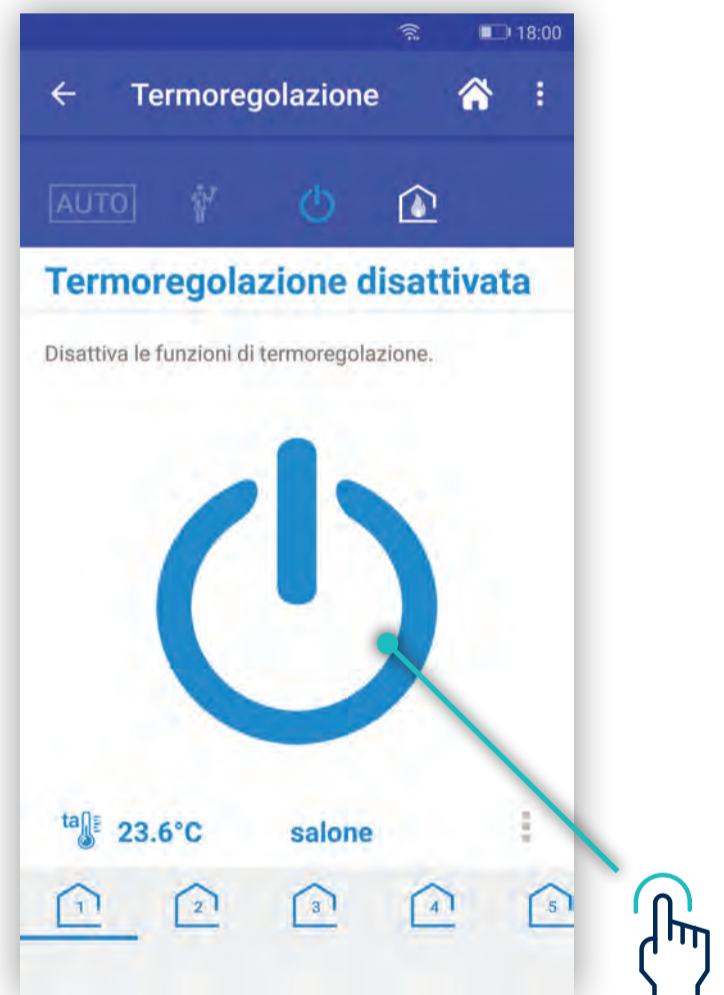 18:00
Termoregolazione
AUTO
Termoregolazione disattivata
Disattiva le funzioni di termoregolazione.
ta 23.6°C salone
1 2 3 4 5